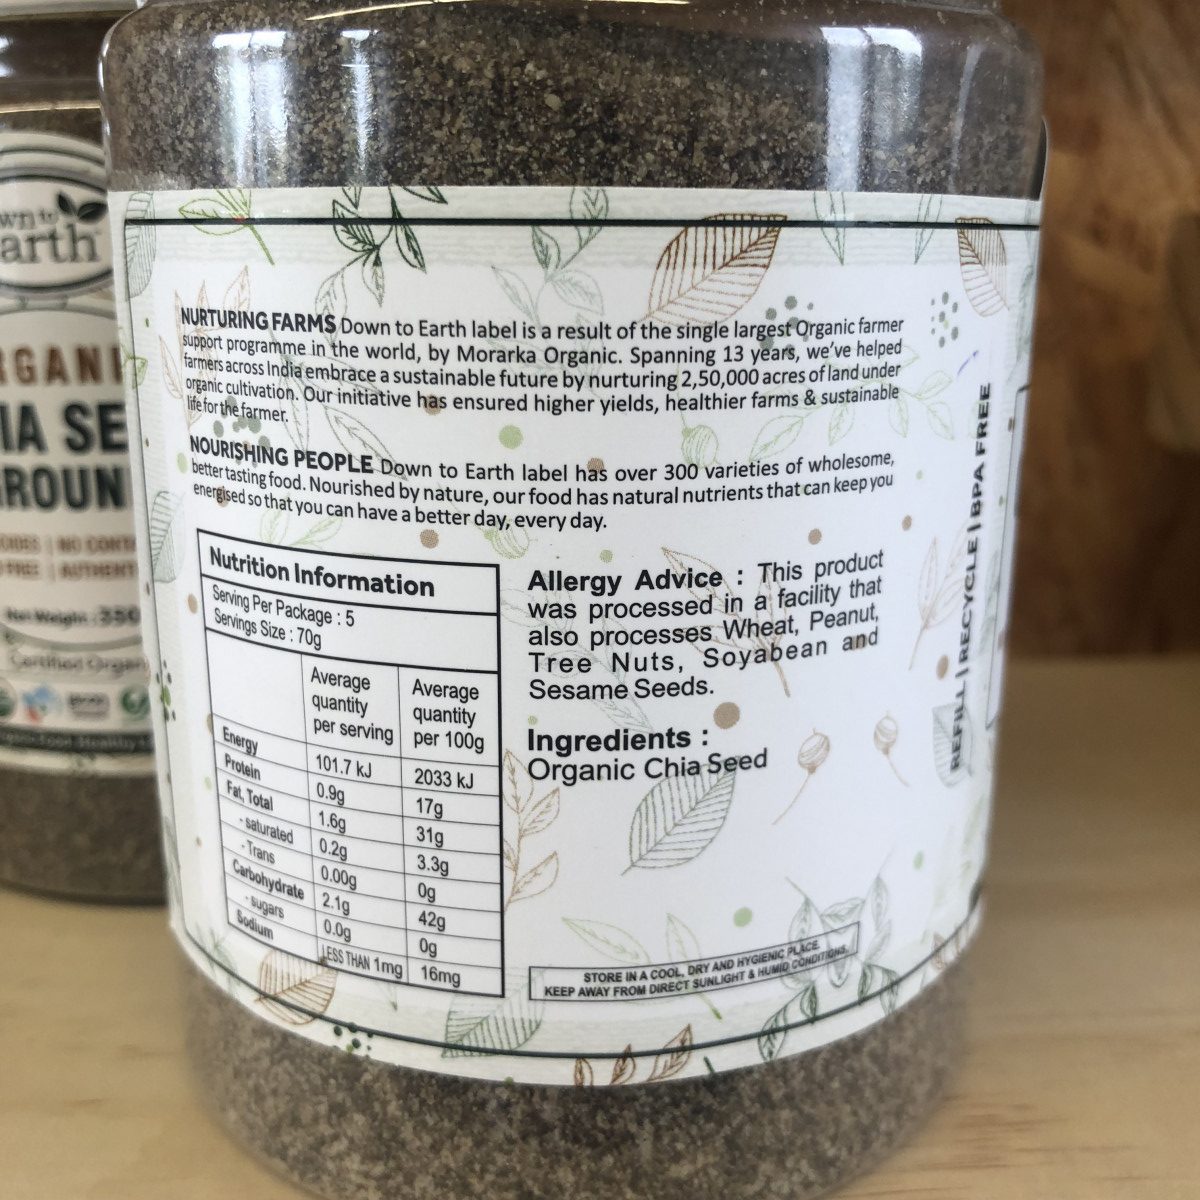 wn to
arth
RGANI
IA SE
ROUN
Net Weight : 350
Certified Organ
NURTURING FARMS Down to Earth label is a result of the single largest Organic farmer
support programme in the world, by Morarka Organic. Spanning 13 years, we've helped
farmers across India embrace a sustainable future by nurturing 2,50,000 acres of land under
organic cultivation. Our initiative has ensured higher yields, healthier farms & sustainable
life for the farmer.
NOURISHING PEOPLE Down to Earth label has over 300 varieties of wholesome,
better tasting food. Nourished by nature, our food has natural nutrients that can keep you
energised so that you can have a better day, every day.
Nutrition Information
Serving Per Package : 5
Servings Size : 70g
Average quantity per serving Average quantity per 100g
Energy 101.7 kJ 2033 kJ
Protein 0.9g 17g
Fat, Total 1.6g 31g
- saturated 0.2g 3.3g
- Trans 0.00g 0g
Carbohydrate 2.1g 42g
- sugars 0.0g 0g
Sodium LESS THAN 1mg 16mg
Allergy Advice : This product
was processed in a facility that
also processes Wheat, Peanut,
Tree Nuts, Soyabean and
Sesame Seeds.
Ingredients :
Organic Chia Seed
STORE IN A COOL, DRY AND HYGIENIC PLACE.
KEEP AWAY FROM DIRECT SUNLIGHT & HUMID CONDITIONS.
REFILL | RECYCLE | BPA FREE